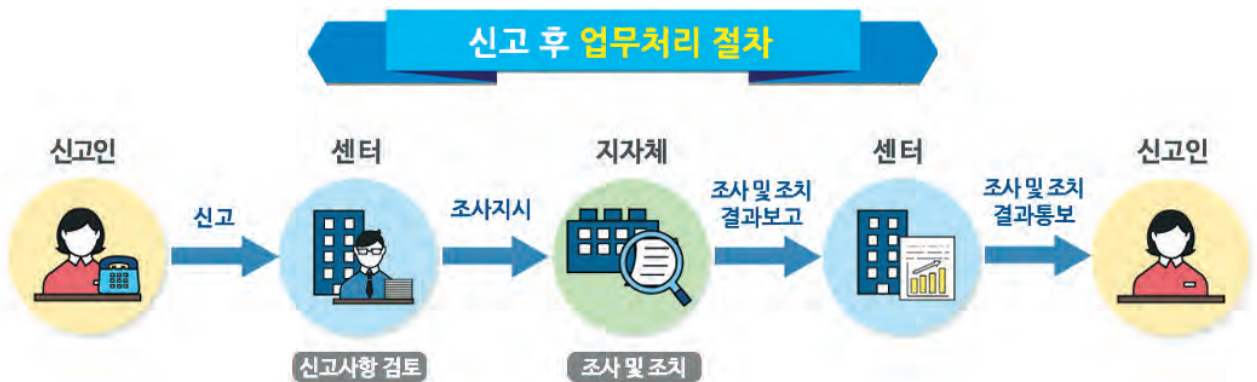 신고 후 업무처리 절차
신고인
신고
센터
신고사항 검토
조사지시
지자체
조사 및 조치
조사 및 조치
결과보고
센터
조사 및 조치
결과통보
신고인